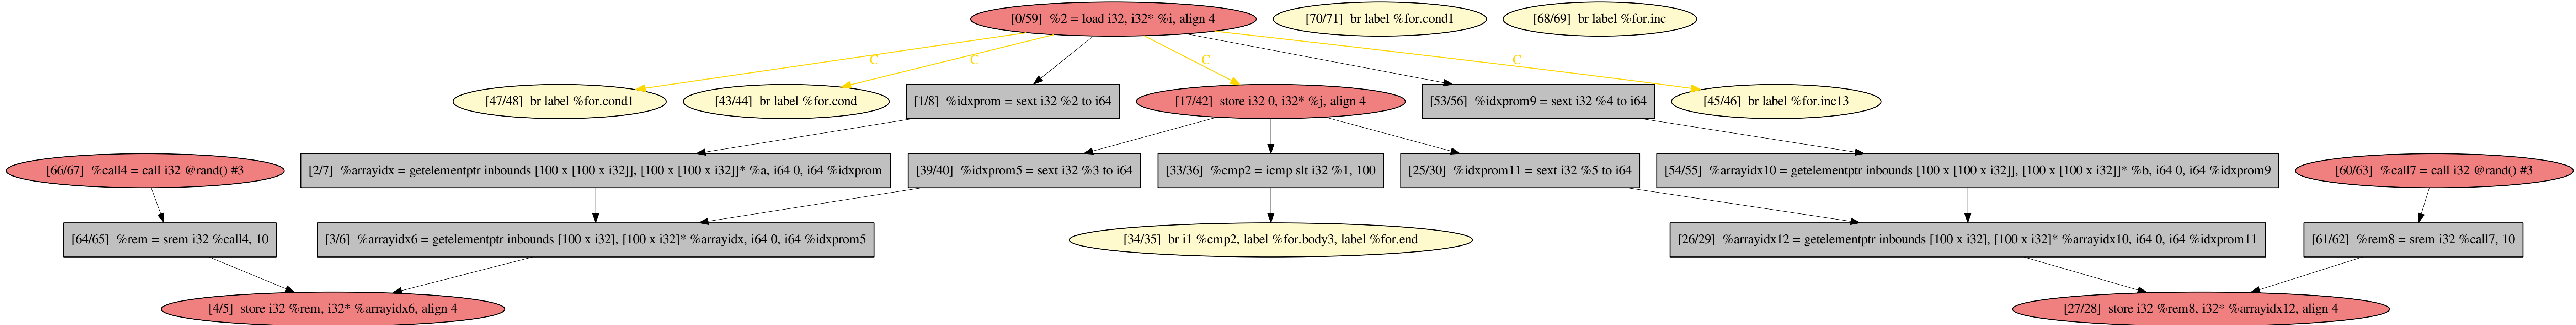 [0/59] %2 = load i32, i32* %i, align 4
[70/71] br label %for.cond1
[68/69] br label %for.inc
C
C
C
C
[47/48] br label %for.cond1
[43/44] br label %for.cond
[1/8] %idxprom = sext i32 %2 to i64
[17/42] store i32 0, i32* %j, align 4
[53/56] %idxprom9 = sext i32 %4 to i64
[45/46] br label %for.inc13
[66/67] %call4 = call i32 @rand() #3
[2/7] %arrayidx = getelementptr inbounds [100 x [100 x i32]], [100 x [100 x i32]]* %a, i64 0, i64 %idxprom
[39/40] %idxprom5 = sext i32 %3 to i64
[33/36] %cmp2 = icmp slt i32 %1, 100
[25/30] %idxprom11 = sext i32 %5 to i64
[54/55] %arrayidx10 = getelementptr inbounds [100 x [100 x i32]], [100 x [100 x i32]]* %b, i64 0, i64 %idxprom9
[60/63] %call7 = call i32 @rand() #3
[64/65] %rem = srem i32 %call4, 10
[3/6] %arrayidx6 = getelementptr inbounds [100 x i32], [100 x i32]* %arrayidx, i64 0, i64 %idxprom5
[34/35] br i1 %cmp2, label %for.body3, label %for.end
[26/29] %arrayidx12 = getelementptr inbounds [100 x i32], [100 x i32]* %arrayidx10, i64 0, i64 %idxprom11
[61/62] %rem8 = srem i32 %call7, 10
[4/5] store i32 %rem, i32* %arrayidx6, align 4
[27/28] store i32 %rem8, i32* %arrayidx12, align 4